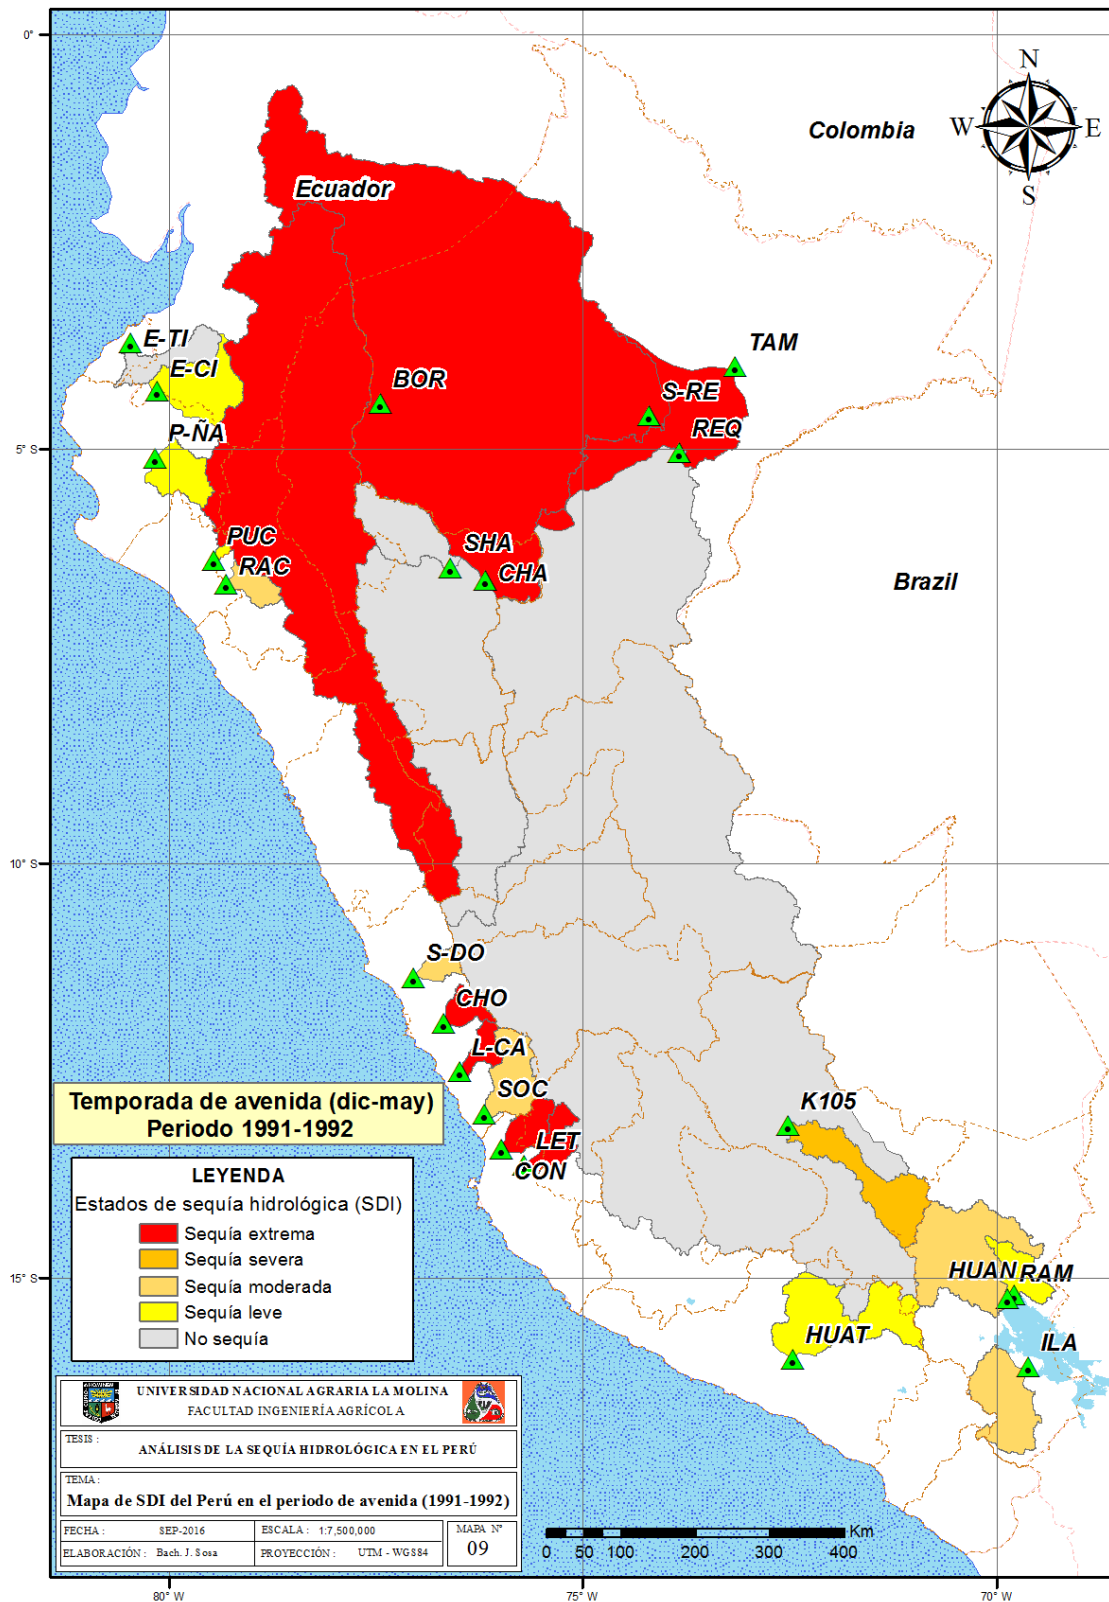 0°
N
W
E
S
Colombia
Ecuador
E-TI
TAM
E-CI
BOR
S-RE
P-ÑA
REQ
5° S
PUC
SHA
RAC
CHA
Brazil
10° S
S-DO
CHO
L-CA
SOC
K105
LET
CON
Temporada de avenida (dic-may)
Periodo 1991-1992
LEYENDA
Estados de sequía hidrológica (SDI)
Sequía extrema
Sequía severa
Sequía moderada
Sequía leve
No sequía
15° S
HUAN
RAM
HUAT
ILA
UNIVERSIDAD NACIONAL AGRARIA LA MOLINA
FACULTAD INGENIERÍA AGRÍCOLA
TESIS :
ANÁLISIS DE LA SEQUÍA HIDROLÓGICA EN EL PERÚ
TEMA :
Mapa de SDI del Perú en el periodo de avenida (1991-1992)
FECHA : SEP-2016
ESCALA : 1:7,500,000
MAPA N°
09
ELABORACIÓN : Bach. J. Sosa
PROYECCIÓN : UTM - WGS84
Km
0 50 100 200 300 400
80° W
75° W
70° W